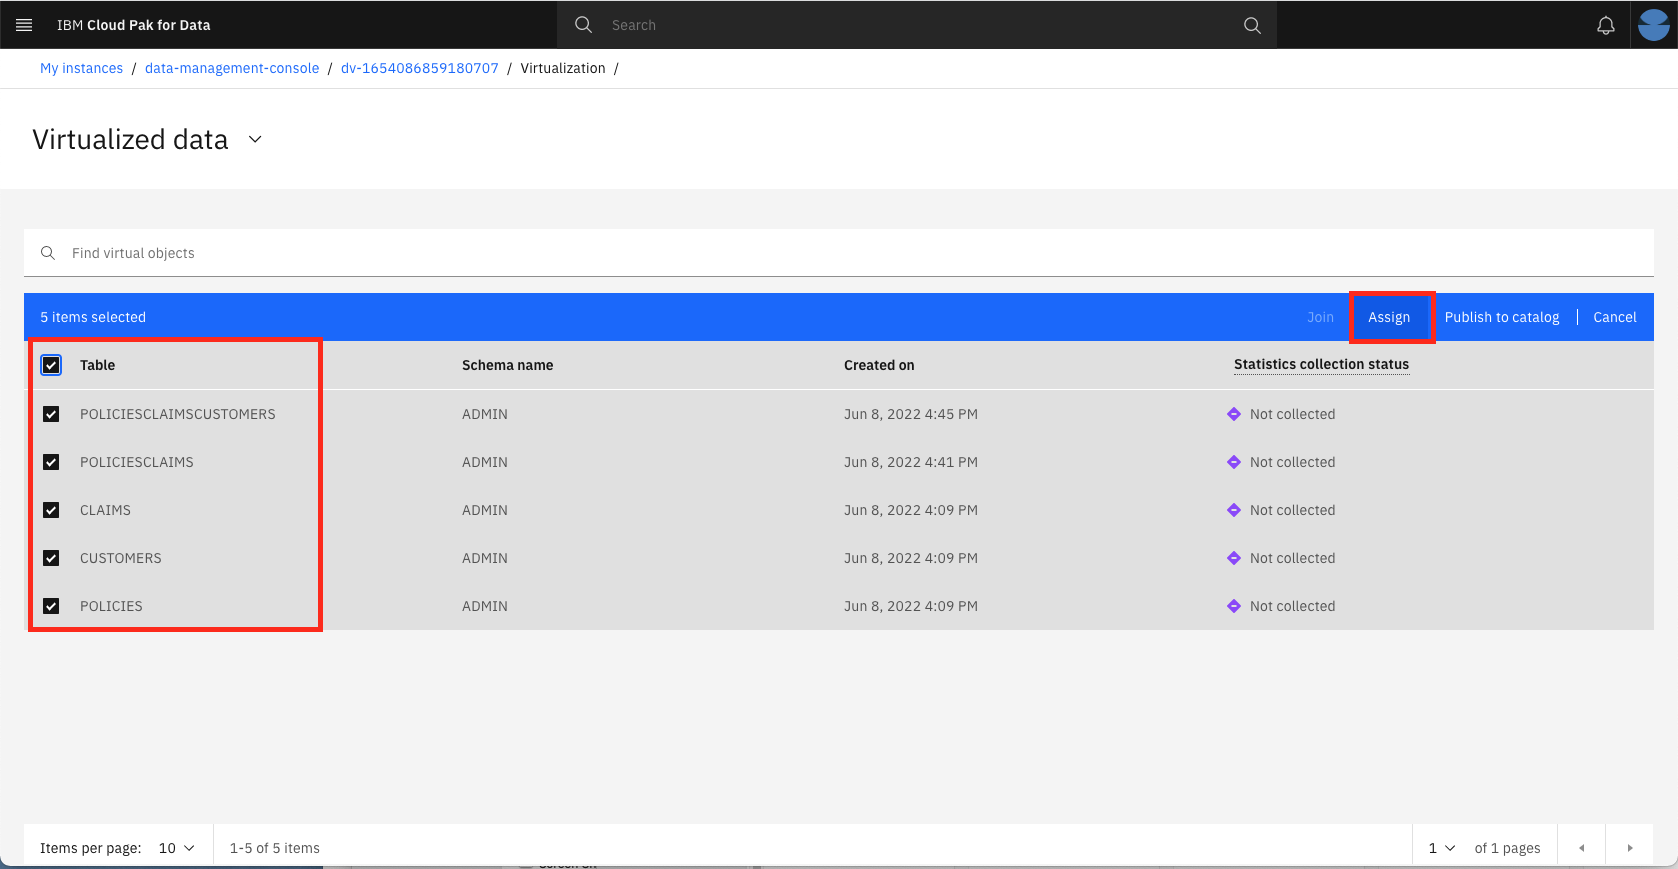 IBM Cloud Pak for Data
Search
My instances / data-management-console / dv-1654086859180707 / Virtualization /
Virtualized data
Find virtual objects
5 items selected Join Assign Publish to catalog | Cancel
Table Schema name Created on Statistics collection status
POLICIESCLAIMSCUSTOMERS ADMIN Jun 8, 2022 4:45 PM Not collected
POLICIESCLAIMS ADMIN Jun 8, 2022 4:41 PM Not collected
CLAIMS ADMIN Jun 8, 2022 4:09 PM Not collected
CUSTOMERS ADMIN Jun 8, 2022 4:09 PM Not collected
POLICIES ADMIN Jun 8, 2022 4:09 PM Not collected
Items per page: 10 1-5 of 5 items 1 of 1 pages